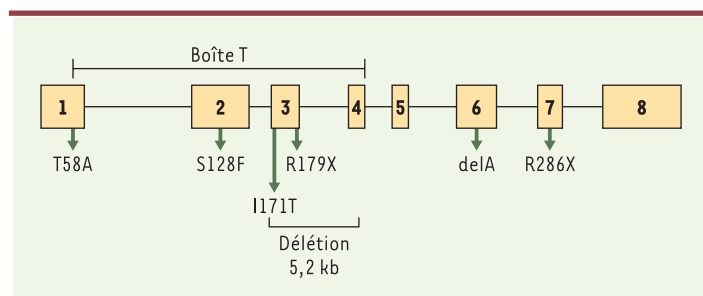 Boîte T
1 2 3 4 5 6 7 8
T58A S128F R179X delA R286X
I171T
Délétion
5,2 kb